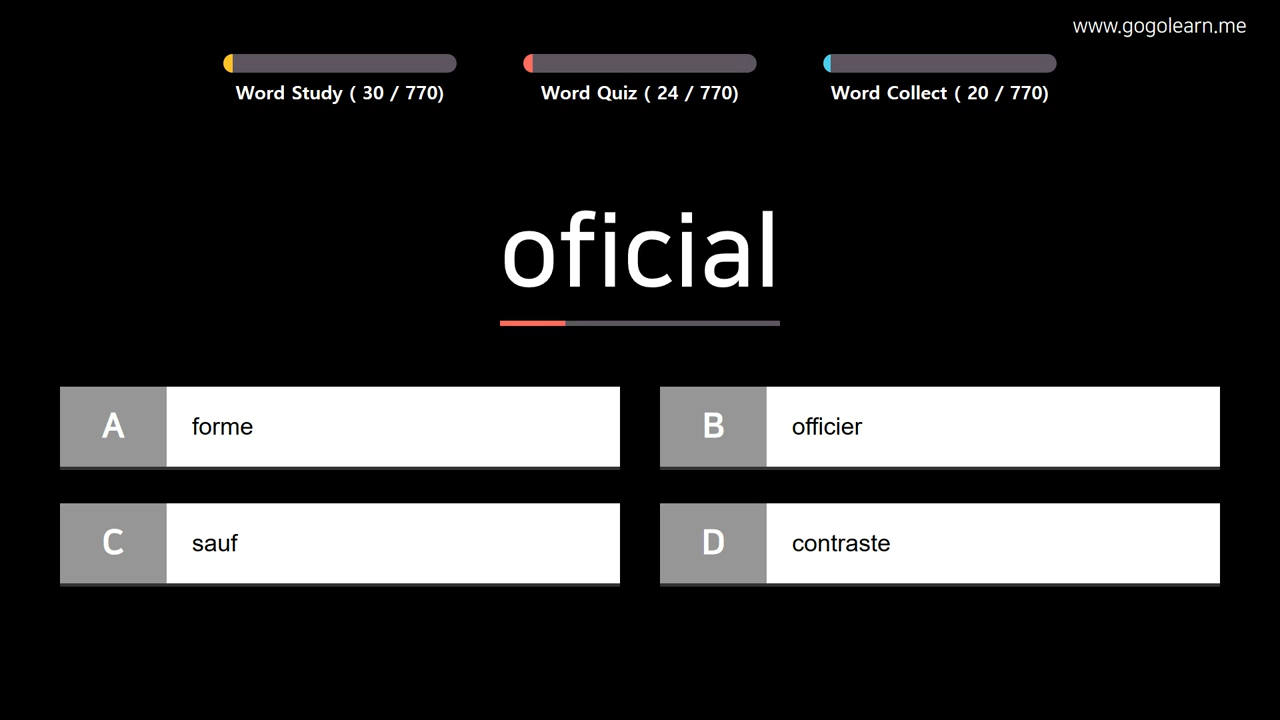 www.gogolearn.me
Word Study ( 30 / 770)
Word Quiz ( 24 / 770)
Word Collect ( 20 / 770)
oficial
A forme
B officier
C sauf
D contraste